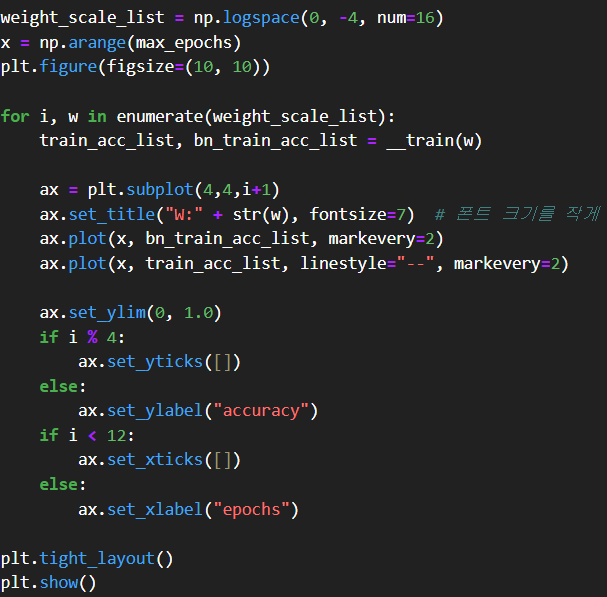 weight_scale_list = np.logspace(0, -4, num=16)
x = np.arange(max_epochs)
plt.figure(figsize=(10, 10))

for i, w in enumerate(weight_scale_list):
    train_acc_list, bn_train_acc_list = __train(w)

    ax = plt.subplot(4,4,i+1)
    ax.set_title("W:" + str(w), fontsize=7)  # 폰트 크기를 작게
    ax.plot(x, bn_train_acc_list, markevery=2)
    ax.plot(x, train_acc_list, linestyle="--", markevery=2)

    ax.set_ylim(0, 1.0)
    if i % 4:
        ax.set_yticks([])
    else:
        ax.set_ylabel("accuracy")
    if i < 12:
        ax.set_xticks([])
    else:
        ax.set_xlabel("epochs")

plt.tight_layout()
plt.show()